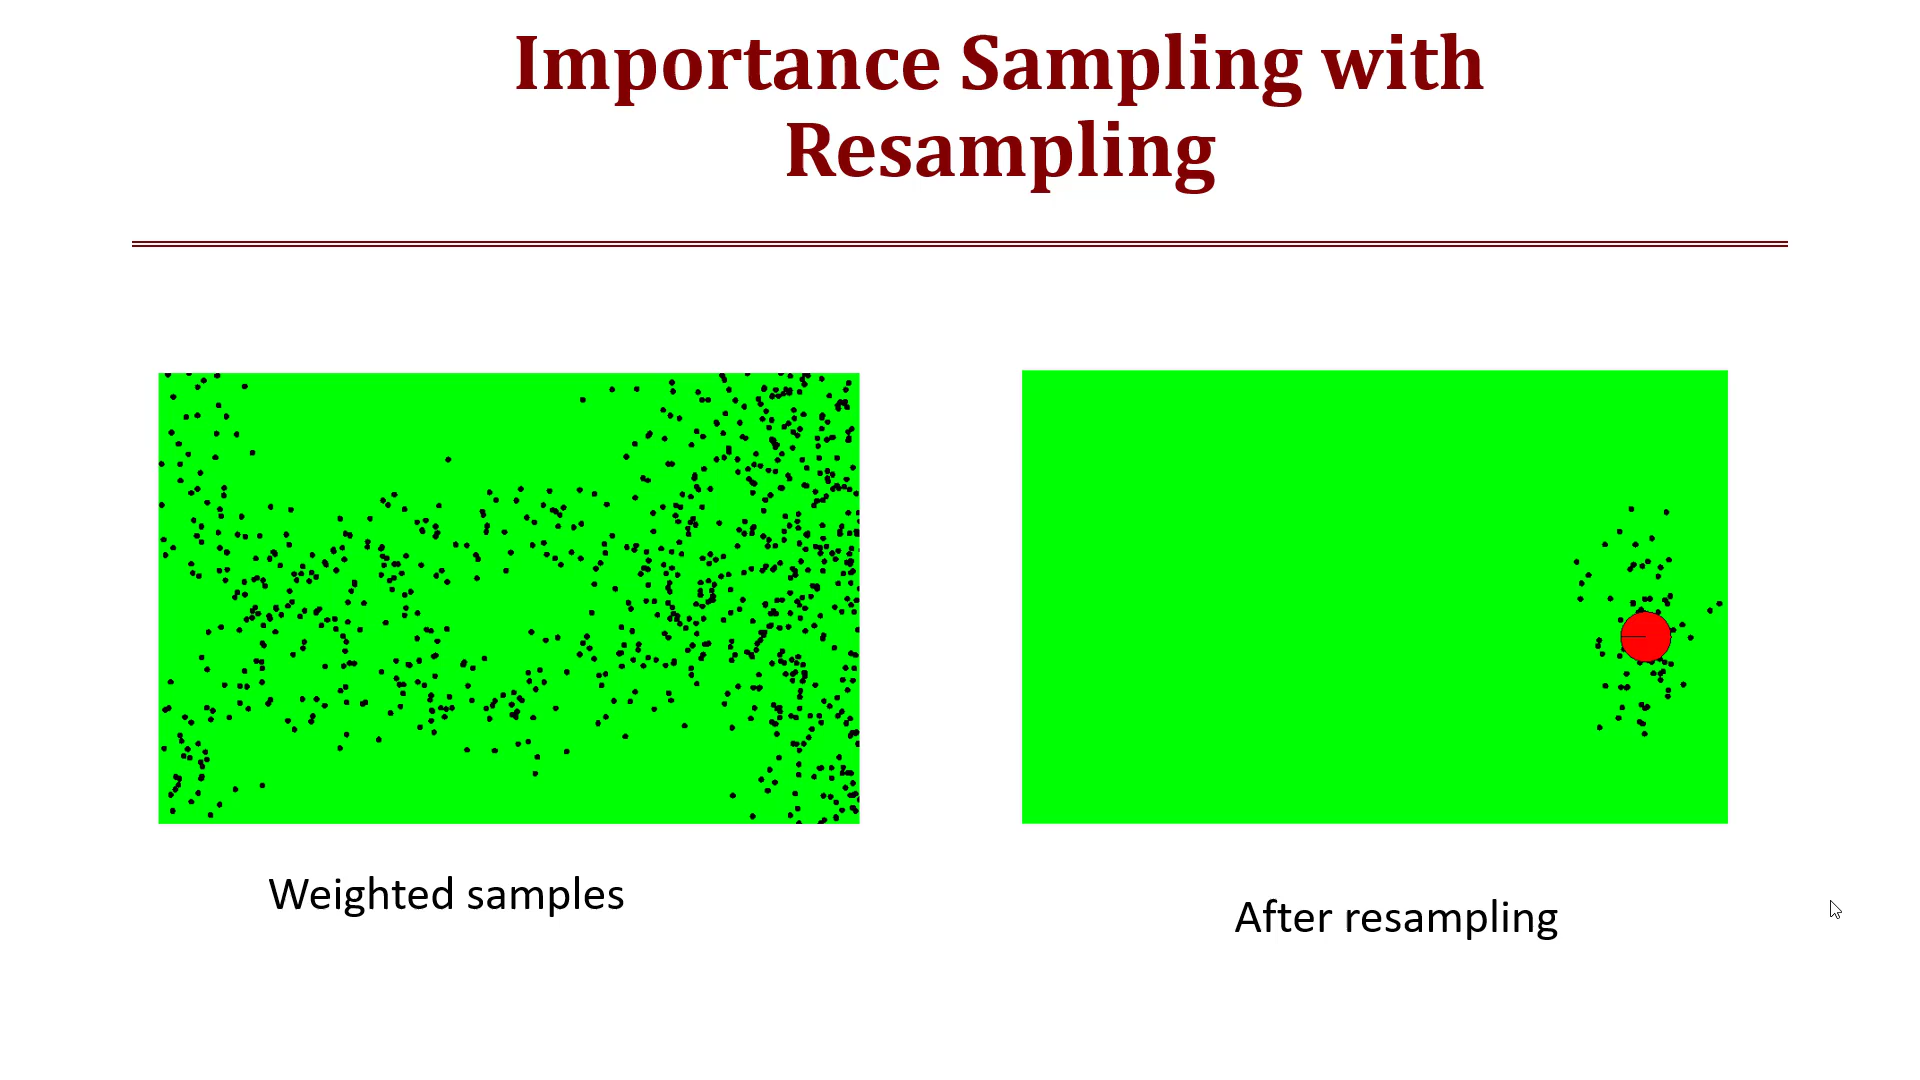 Importance Sampling with
Resampling
Weighted samples
After resampling